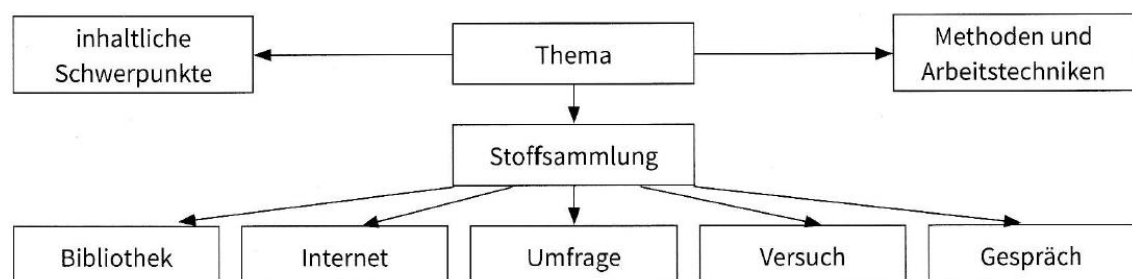 inhaltliche
Schwerpunkte
Thema
Methoden und
Arbeitstechniken
Stoffsammlung
Bibliothek
Internet
Umfrage
Versuch
Gespräch